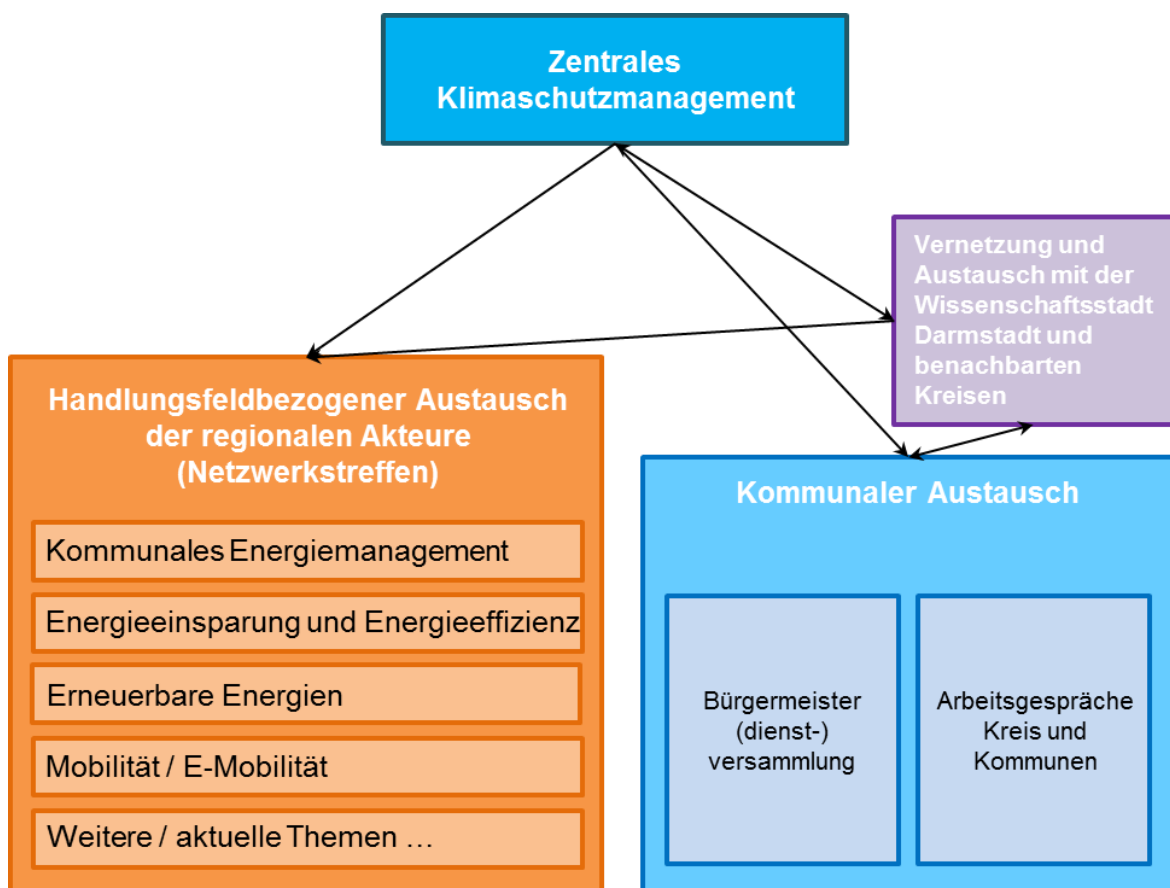 Zentrales
Klimaschutzmanagement
Vernetzung und
Austausch mit der
Wissenschaftsstadt
Darmstadt und
benachbarten
Kreisen
Handlungsfeldbezogener Austausch
der regionalen Akteure
(Netzwerkstreffen)
Kommunales Energiemanagement
Energieeinsparung und Energieeffizienz
Erneuerbare Energien
Mobilität / E-Mobilität
Weitere / aktuelle Themen …
Kommunaler Austausch
Bürgermeister
(dienst-)
versammlung
Arbeitsgespräche
Kreis und
Kommunen